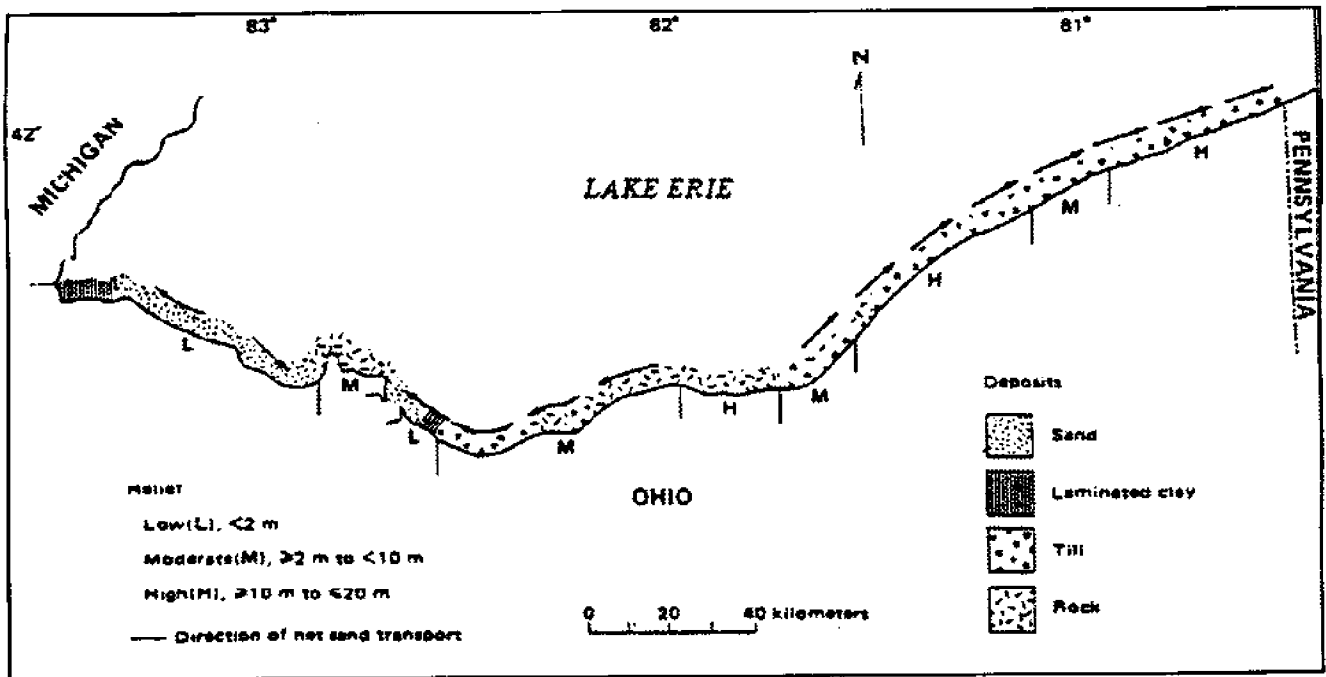 83°
82°
81°
N
42°
MICHIGAN
LAKE ERIE
H
PENNSYLVANIA
M
H
L
M
M
L
H
M
OHIO
Relief
Low(L), <2 m
Moderate(M), ≥2 m to <10 m
High(H), ≥10 m to ≤20 m
Direction of net sand transport
0 20 40 kilometers
Deposits
Sand
Laminated clay
Till
Rock